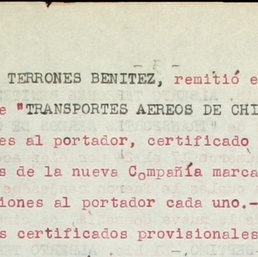 TERRONES BENITEZ, remitió e
e "TRANSPORTES AEREOS DE CHI
es al portador, certificado
s de la nueva Compañía marca
iones al portador cada uno.-
s certificados provisionales